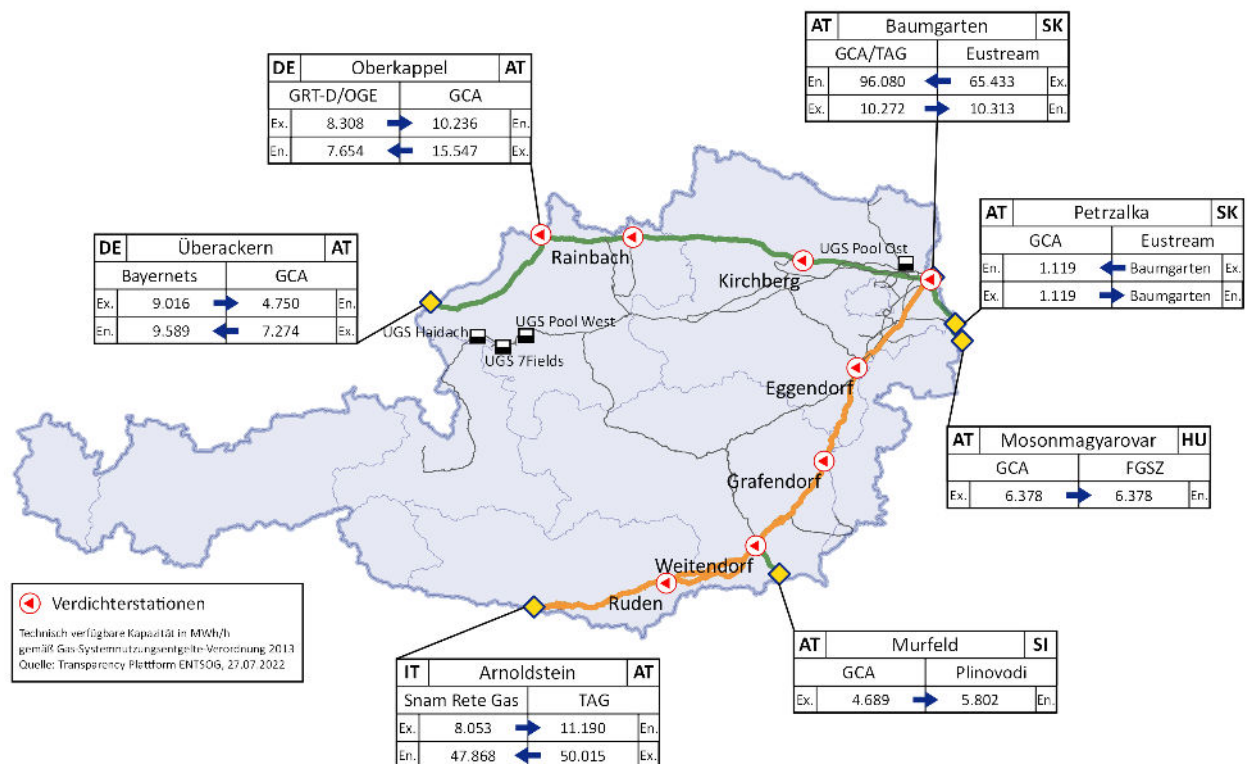 AT Baumgarten SK
GCA/TAG Eustream
En. 96.080 65.433 Ex.
Ex. 10.272 10.313 En.
DE Oberkappel AT
GRT-D/OGE GCA
Ex. 8.308 10.236 En.
En. 7.654 15.547 Ex.
AT Petrzalka SK
GCA Eustream
En. 1.119 Baumgarten Ex.
Ex. 1.119 Baumgarten En.
DE Überackern AT
Bayernets GCA
Ex. 9.016 4.750 En.
En. 9.589 7.274 Ex.
Rainbach
Kirchberg
UGS Pool Ost
UGS Haidach
UGS Pool West
UGS 7Fields
Eggendorf
Grafendorf
Weitendorf
Ruden
AT Mosonmagyarovar HU
GCA FGSZ
Ex. 6.378 6.378 En.
Verdichterstationen
Technisch verfügbare Kapazität in MWh/h
gemäß Gas-Systemnutzungsentgelte-Verordnung 2013
Quelle: Transparency Plattform ENTSOG, 27.07.2022
AT Murfeld SI
GCA Plinovodi
Ex. 4.689 5.802 En.
IT Arnoldstein AT
Snam Rete Gas TAG
Ex. 8.053 11.190 En.
En. 47.868 50.015 Ex.